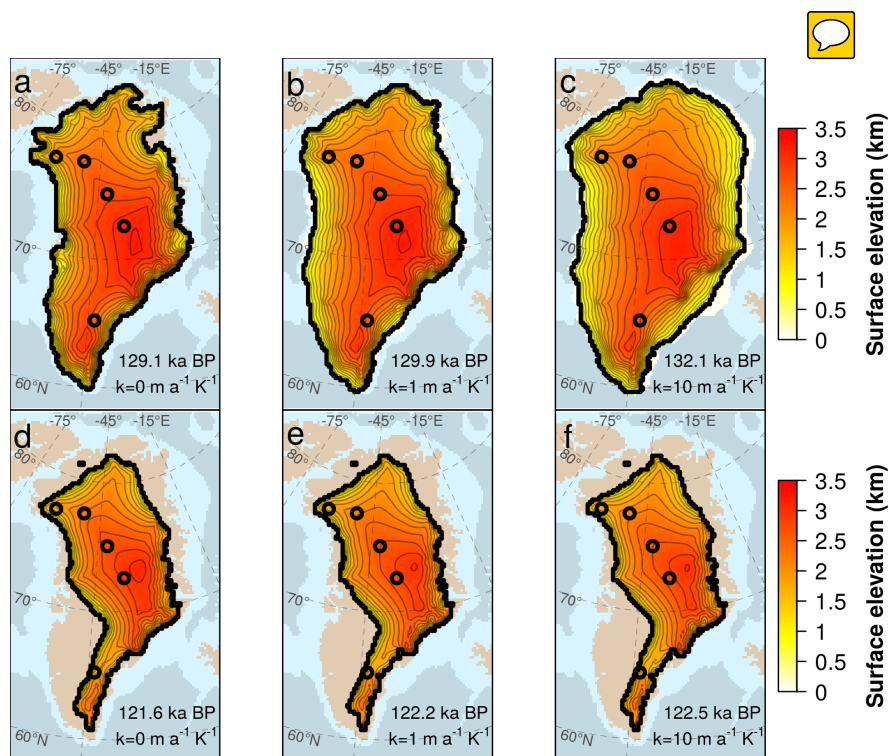 a
-75° -45° -15°E
80°
70°
60°N
129.1 ka BP
k=0 m a⁻¹ K⁻¹
b
-75° -45° -15°E
80°
70°
60°N
129.9 ka BP
k=1 m a⁻¹ K⁻¹
c
-75° -45° -15°E
80°
70°
60°N
132.1 ka BP
k=10 m a⁻¹ K⁻¹
3.5
3
2.5
2
1.5
1
0.5
0
Surface elevation (km)
d
-75° -45° -15°E
80°
70°
60°N
121.6 ka BP
k=0 m a⁻¹ K⁻¹
e
-75° -45° -15°E
80°
70°
60°N
122.2 ka BP
k=1 m a⁻¹ K⁻¹
f
-75° -45° -15°E
80°
70°
60°N
122.5 ka BP
k=10 m a⁻¹ K⁻¹
3.5
3
2.5
2
1.5
1
0.5
0
Surface elevation (km)